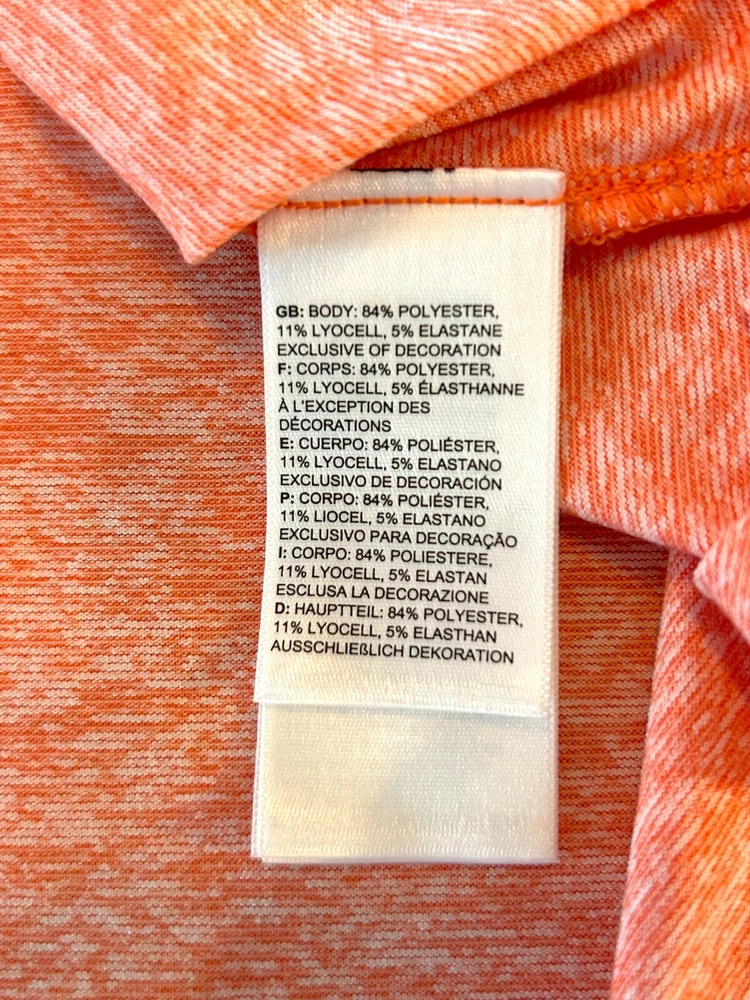 GB: BODY: 84% POLYESTER,
11% LYOCELL, 5% ELASTANE
EXCLUSIVE OF DECORATION
F: CORPS: 84% POLYESTER,
11% LYOCELL, 5% ÉLASTHANNE
À L'EXCEPTION DES
DÉCORATIONS
E: CUERPO: 84% POLIÉSTER,
11% LYOCELL, 5% ELASTANO
EXCLUSIVO DE DECORACIÓN
P: CORPO: 84% POLIÉSTER,
11% LIOCEL, 5% ELASTANO
EXCLUSIVO PARA DECORAÇÃO
I: CORPO: 84% POLIESTERE,
11% LYOCELL, 5% ELASTAN
ESCLUSA LA DECORAZIONE
D: HAUPTTEIL: 84% POLYESTER,
11% LYOCELL, 5% ELASTHAN
AUSSCHLIEßLICH DEKORATION